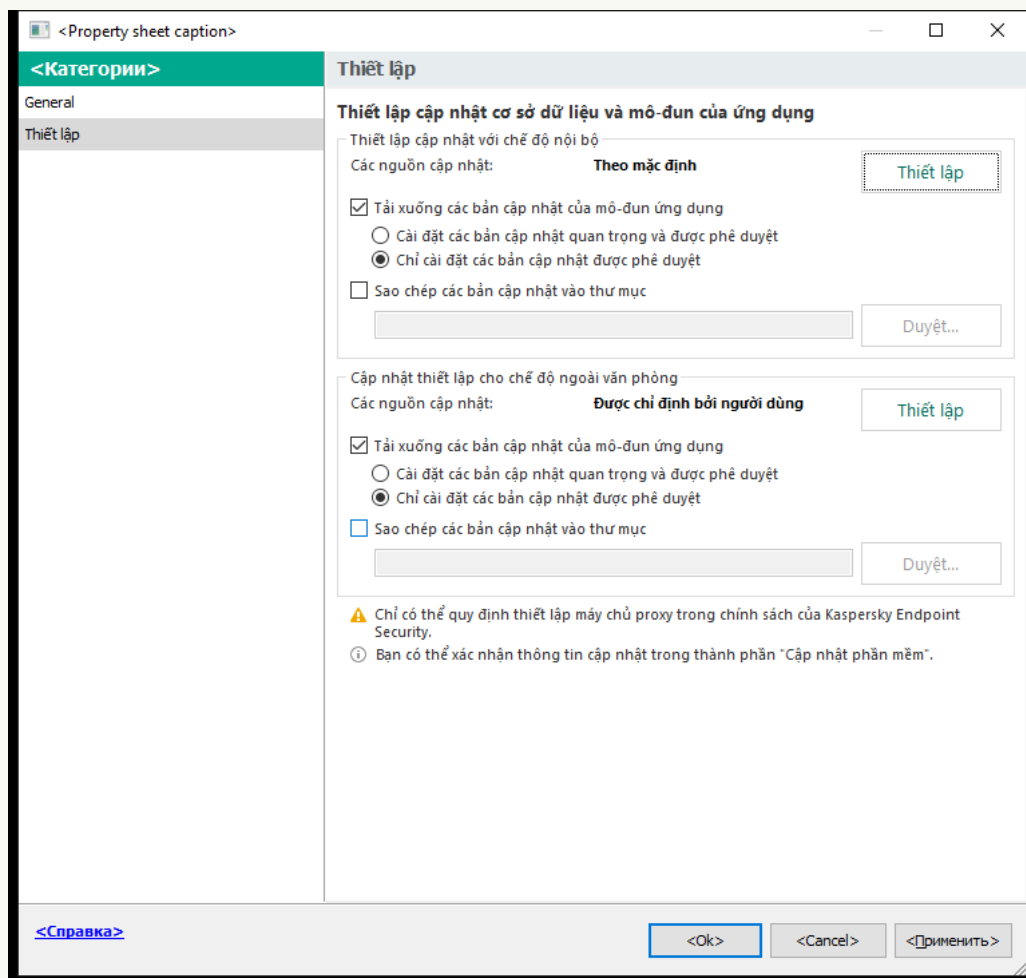 <Property sheet caption>
<Категории>
General
Thiết lập
Thiết lập
Thiết lập cập nhật cơ sở dữ liệu và mô-đun của ứng dụng
Thiết lập cập nhật với chế độ nội bộ
Các nguồn cập nhật: Theo mặc định
Thiết lập
Tải xuống các bản cập nhật của mô-đun ứng dụng
Cài đặt các bản cập nhật quan trọng và được phê duyệt
Chỉ cài đặt các bản cập nhật được phê duyệt
Sao chép các bản cập nhật vào thư mục
Duyệt...
Cập nhật thiết lập cho chế độ ngoài văn phòng
Các nguồn cập nhật: Được chỉ định bởi người dùng
Thiết lập
Tải xuống các bản cập nhật của mô-đun ứng dụng
Cài đặt các bản cập nhật quan trọng và được phê duyệt
Chỉ cài đặt các bản cập nhật được phê duyệt
Sao chép các bản cập nhật vào thư mục
Duyệt...
Chỉ có thể quy định thiết lập máy chủ proxy trong chính sách của Kaspersky Endpoint
Security.
Bạn có thể xác nhận thông tin cập nhật trong thành phần "Cập nhật phần mềm".
<Справка>
<Ok>
<Cancel>
<Применить>